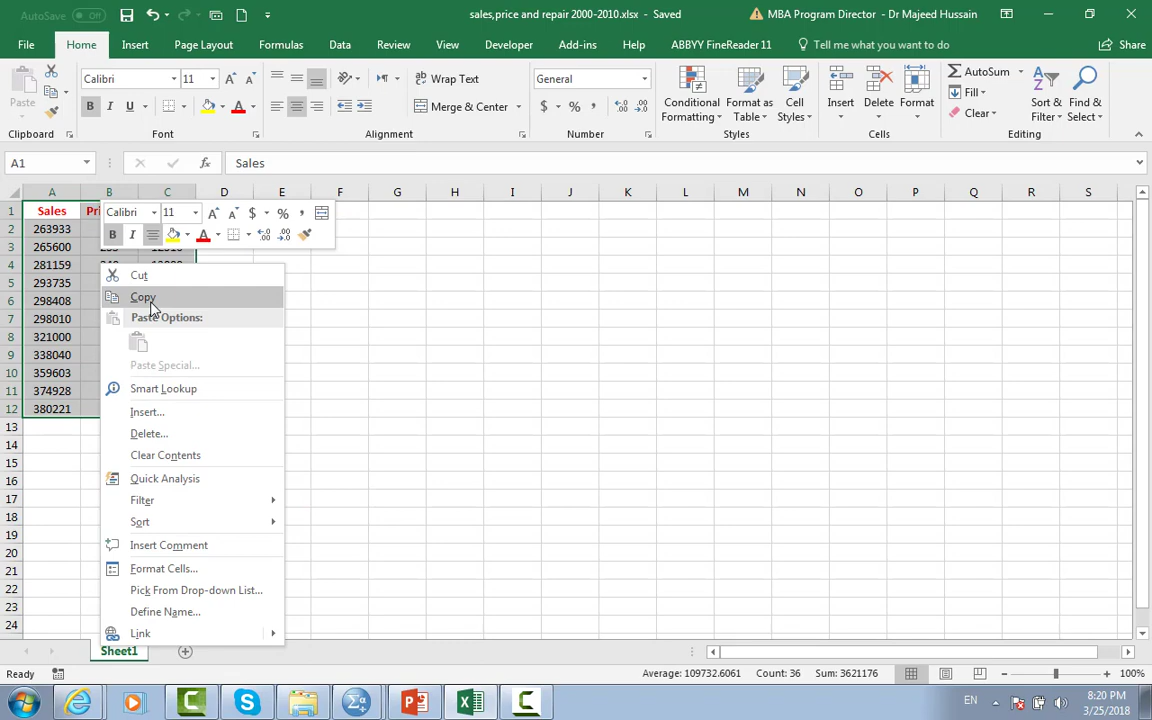 AutoSave Off
sales,price and repair 2000-2010.xlsx - Saved
MBA Program Director - Dr Majeed Hussain
File Home Insert Page Layout Formulas Data Review View Developer Add-ins Help ABBYY FineReader 11 Tell me what you want to do Share
Paste
Calibri 11
B I U A
Wrap Text
Merge & Center
General
$ % ,
Conditional Formatting
Format as Table
Cell Styles
Insert Delete Format
AutoSum
Fill
Clear
Sort & Filter
Find & Select
Clipboard Font Alignment Number Styles Cells Editing
A1 fx Sales
A B C D E F G H I J K L M N O P Q R S
Calibri 11 A A $ % ,
B I A
1 Sales
2 263933
3 265600
4 281159
5 293735
6 298408
7 298010
8 321000
9 338040
10 359603
11 374928
12 380221
13
14
15
16
17
18
19
20
21
22
23
24
Cut
Copy
Paste Options:
Paste Special...
Smart Lookup
Insert...
Delete...
Clear Contents
Quick Analysis
Filter
Sort
Insert Comment
Format Cells...
Pick From Drop-down List...
Define Name...
Link
Sheet1
Ready
Average: 109732.6061 Count: 36 Sum: 3621176
100%
EN
8:20 PM
3/25/2018